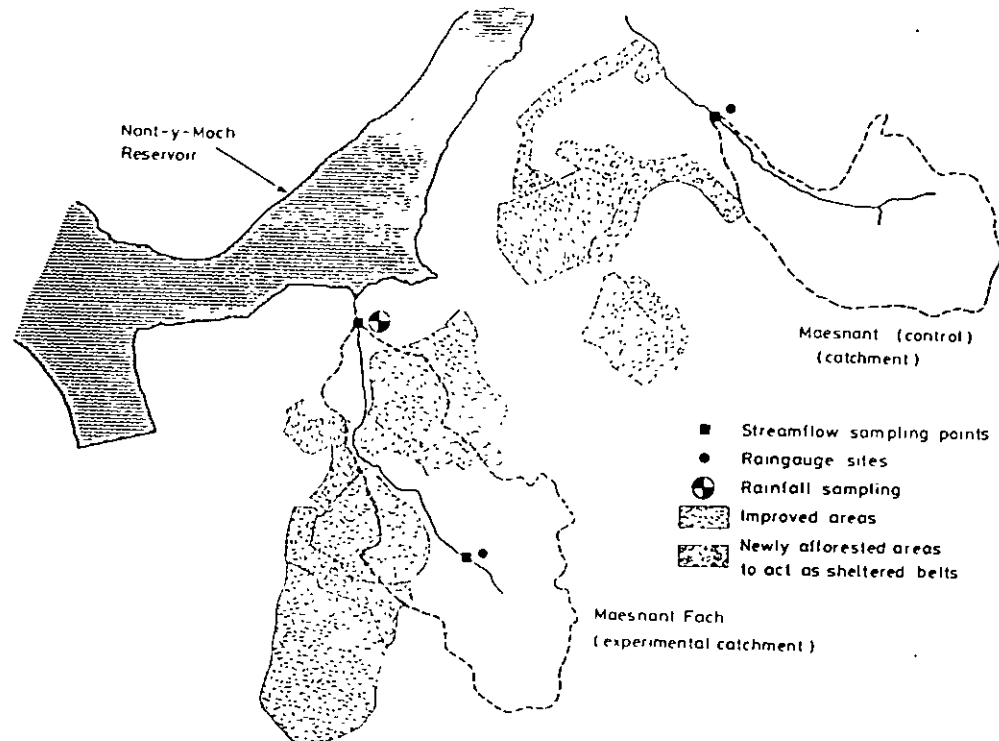 Nant-y-Moch
Reservoir
Maesnant (control)
(catchment)
Streamflow sampling points
Raingauge sites
Rainfall sampling
Improved areas
Newly afforested areas
to act as sheltered belts
Maesnant Fach
(experimental catchment)